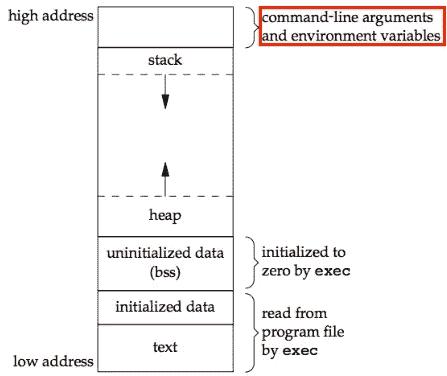 high address
command-line arguments
and environment variables
stack
heap
uninitialized data
(bss)
initialized to
zero by exec
initialized data
read from
program file
by exec
text
low address